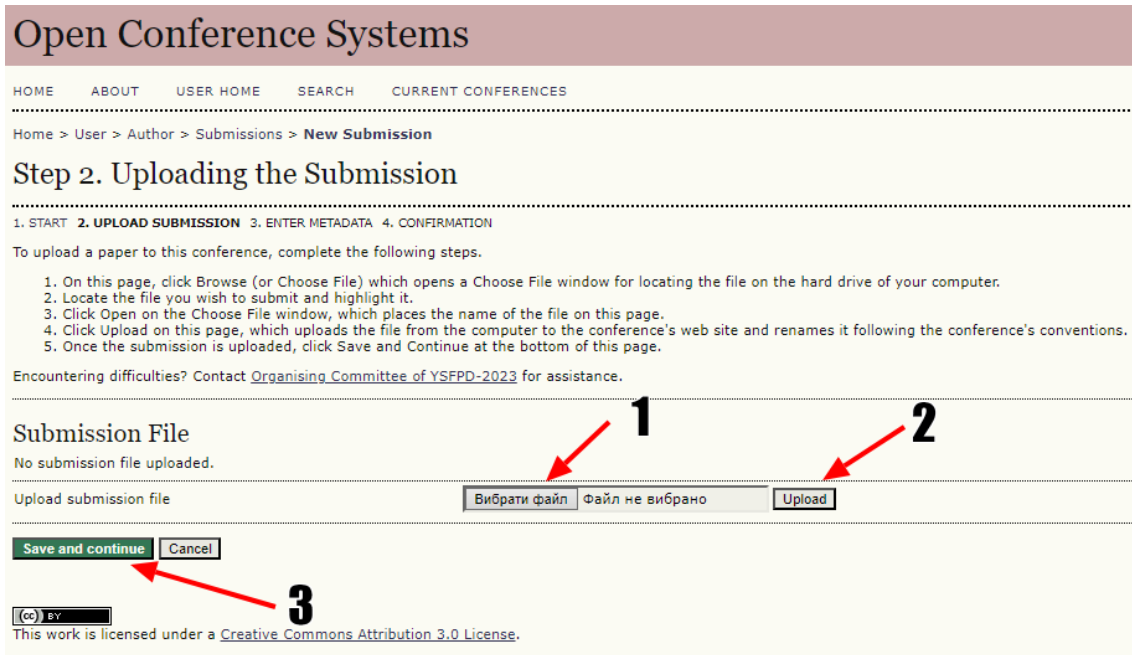 Open Conference Systems
HOME ABOUT USER HOME SEARCH CURRENT CONFERENCES
Home > User > Author > Submissions > New Submission
Step 2. Uploading the Submission
1. START 2. UPLOAD SUBMISSION 3. ENTER METADATA 4. CONFIRMATION
To upload a paper to this conference, complete the following steps.
1. On this page, click Browse (or Choose File) which opens a Choose File window for locating the file on the hard drive of your computer.
2. Locate the file you wish to submit and highlight it.
3. Click Open on the Choose File window, which places the name of the file on this page.
4. Click Upload on this page, which uploads the file from the computer to the conference's web site and renames it following the conference's conventions.
5. Once the submission is uploaded, click Save and Continue at the bottom of this page.
Encountering difficulties? Contact Organising Committee of YSFPD-2023 for assistance.
1
2
Submission File
No submission file uploaded.
Upload submission file Вибрати файл Файл не вибрано Upload
Save and continue Cancel
3
(cc) BY
This work is licensed under a Creative Commons Attribution 3.0 License.